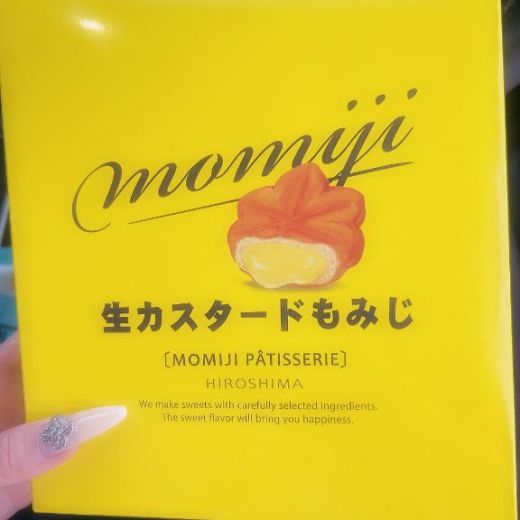 momiji
生カスタードもみじ
〔MOMIJI PÂTISSERIE〕
HIROSHIMA
We make sweets with carefully selected ingredients.
The sweet flavor will bring you happiness.